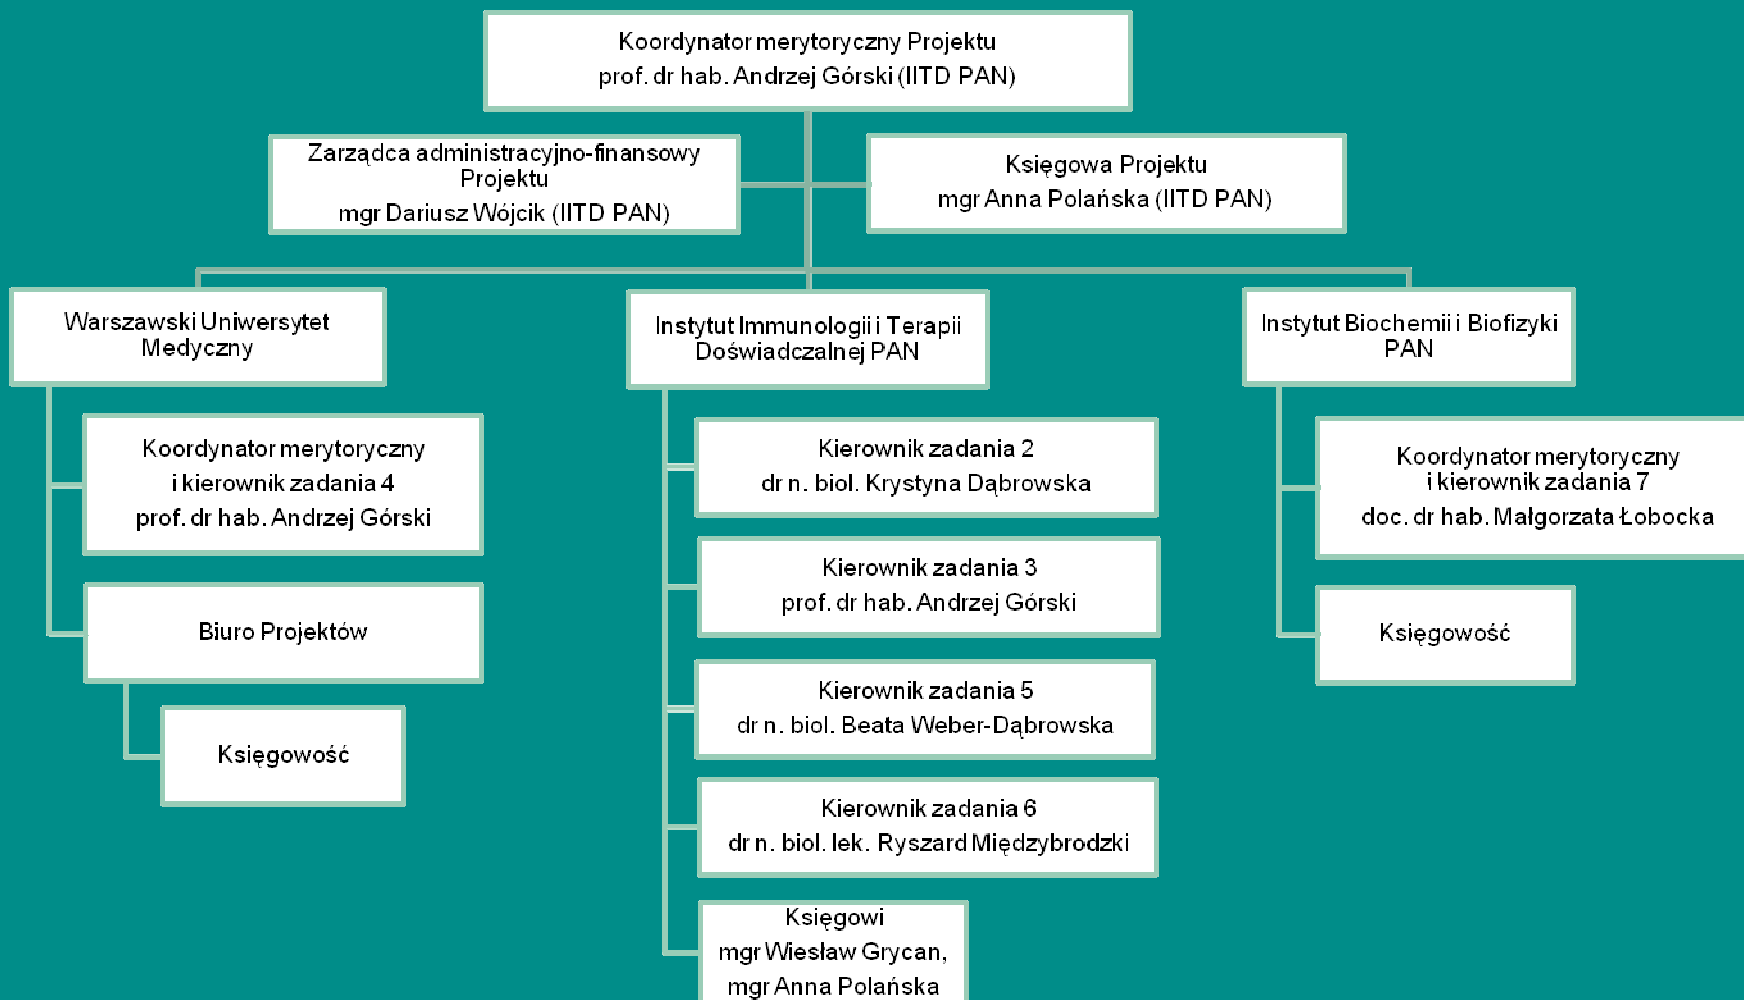 Koordynator merytoryczny Projektu
prof. dr hab. Andrzej Górski (IITD PAN)
Zarządca administracyjno-finansowy
Projektu
mgr Dariusz Wójcik (IITD PAN)
Księgowa Projektu
mgr Anna Polańska (IITD PAN)
Warszawski Uniwersytet
Medyczny
Koordynator merytoryczny
i kierownik zadania 4
prof. dr hab. Andrzej Górski
Biuro Projektów
Księgowość
Instytut Immunologii i Terapii
Doświadczalnej PAN
Kierownik zadania 2
dr n. biol. Krystyna Dąbrowska
Kierownik zadania 3
prof. dr hab. Andrzej Górski
Kierownik zadania 5
dr n. biol. Beata Weber-Dąbrowska
Kierownik zadania 6
dr n. biol. lek. Ryszard Międzybrodzki
Księgowi
mgr Wiesław Grycan,
mgr Anna Polańska
Instytut Biochemii i Biofizyki
PAN
Koordynator merytoryczny
i kierownik zadania 7
doc. dr hab. Małgorzata Łobocka
Księgowość